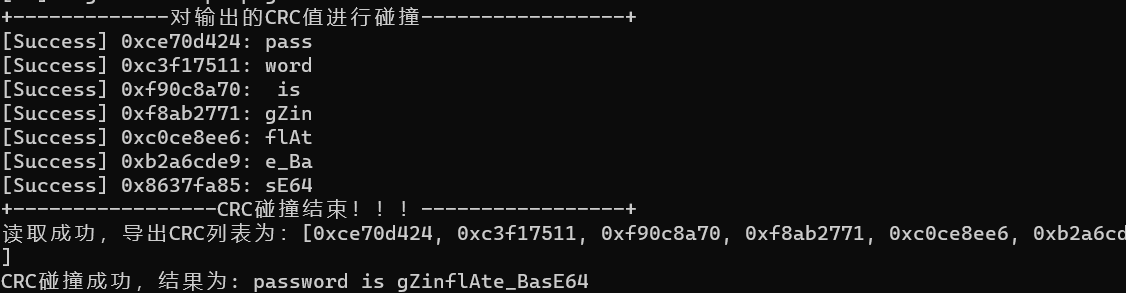 +-------------对输出的CRC值进行碰撞-----------------+
[Success] 0xce70d424: pass
[Success] 0xc3f17511: word
[Success] 0xf90c8a70:  is 
[Success] 0xf8ab2771: gZin
[Success] 0xc0ce8ee6: flAt
[Success] 0xb2a6cde9: e_Ba
[Success] 0x8637fa85: sE64
+-----------------CRC碰撞结束！！！-----------------+
读取成功，导出CRC列表为：[0xce70d424, 0xc3f17511, 0xf90c8a70, 0xf8ab2771, 0xc0ce8ee6, 0xb2a6cd
]
CRC碰撞成功，结果为: password is gZinflAte_BasE64